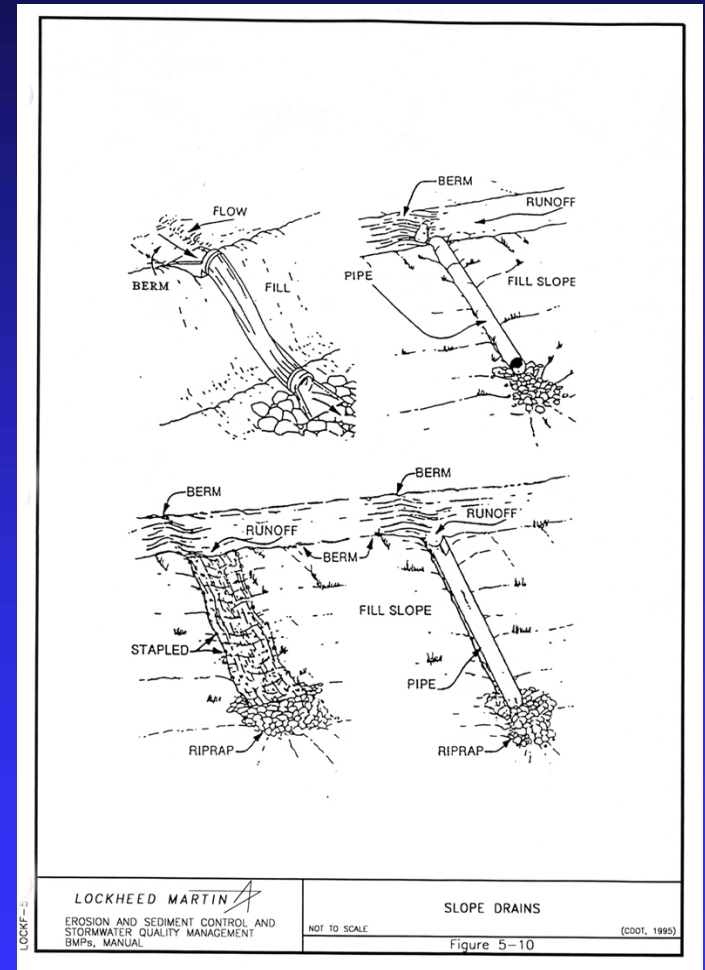 FLOW
BERM
FILL
BERM
RUNOFF
PIPE
FILL SLOPE
BERM
RUNOFF
BERM
STAPLED
RIPRAP
BERM
RUNOFF
FILL SLOPE
PIPE
RIPRAP
LOCKHEED MARTIN
EROSION AND SEDIMENT CONTROL AND
STORMWATER QUALITY MANAGEMENT
BMPs, MANUAL
SLOPE DRAINS
NOT TO SCALE
(CDOT, 1995)
Figure 5-10
LOCKF-5